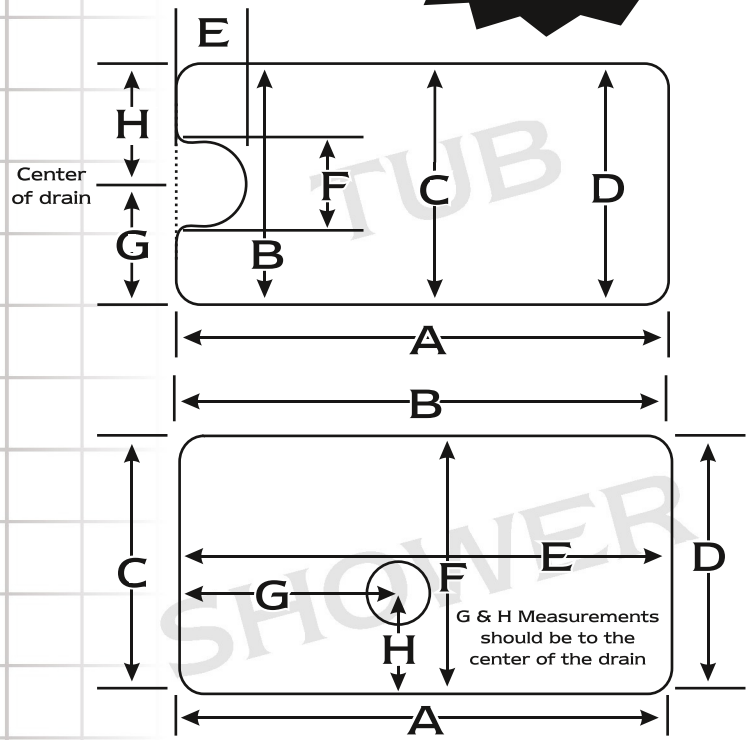 E
H
Center
of drain
G
F
B
C
D
TUB
A
B
C
E
D
F
G
H
G & H Measurements
should be to the
center of the drain
SHOWER
A